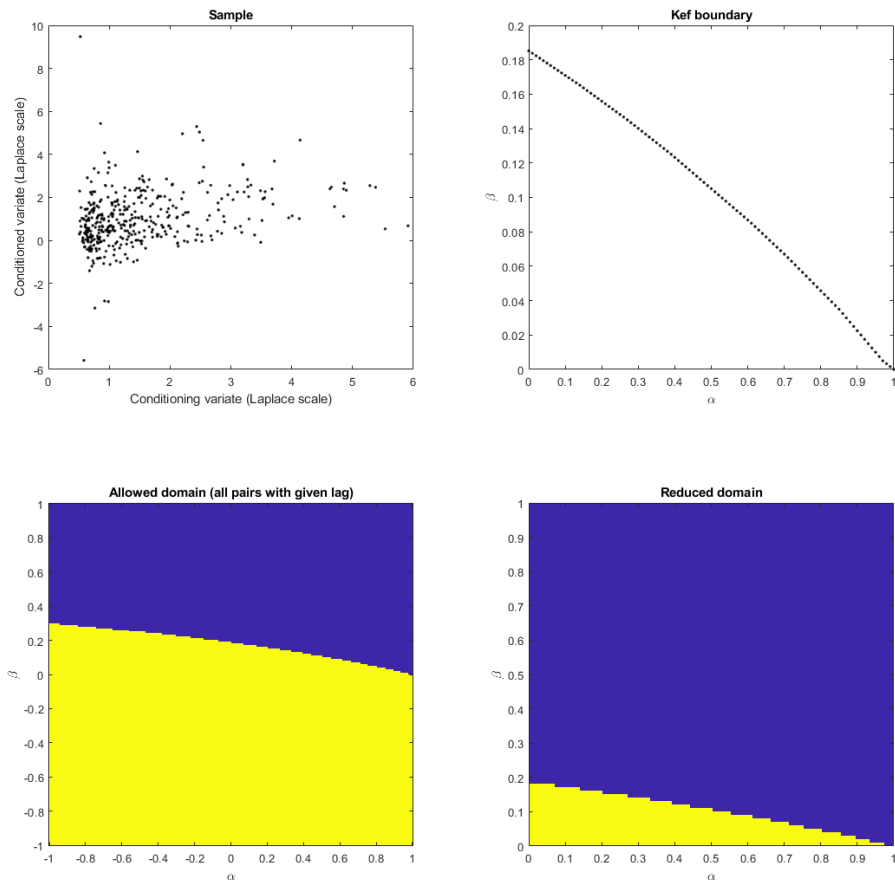 Sample
Conditioned variate (Laplace scale)
10
8
6
4
2
0
-2
-4
-6
0 1 2 3 4 5 6
Conditioning variate (Laplace scale)
Kef boundary
β
0.2
0.18
0.16
0.14
0.12
0.1
0.08
0.06
0.04
0.02
0
0 0.1 0.2 0.3 0.4 0.5 0.6 0.7 0.8 0.9 1
α
Allowed domain (all pairs with given lag)
β
1
0.8
0.6
0.4
0.2
0
-0.2
-0.4
-0.6
-0.8
-1
-1 -0.8 -0.6 -0.4 -0.2 0 0.2 0.4 0.6 0.8 1
α
Reduced domain
β
1
0.9
0.8
0.7
0.6
0.5
0.4
0.3
0.2
0.1
0
0 0.1 0.2 0.3 0.4 0.5 0.6 0.7 0.8 0.9 1
α